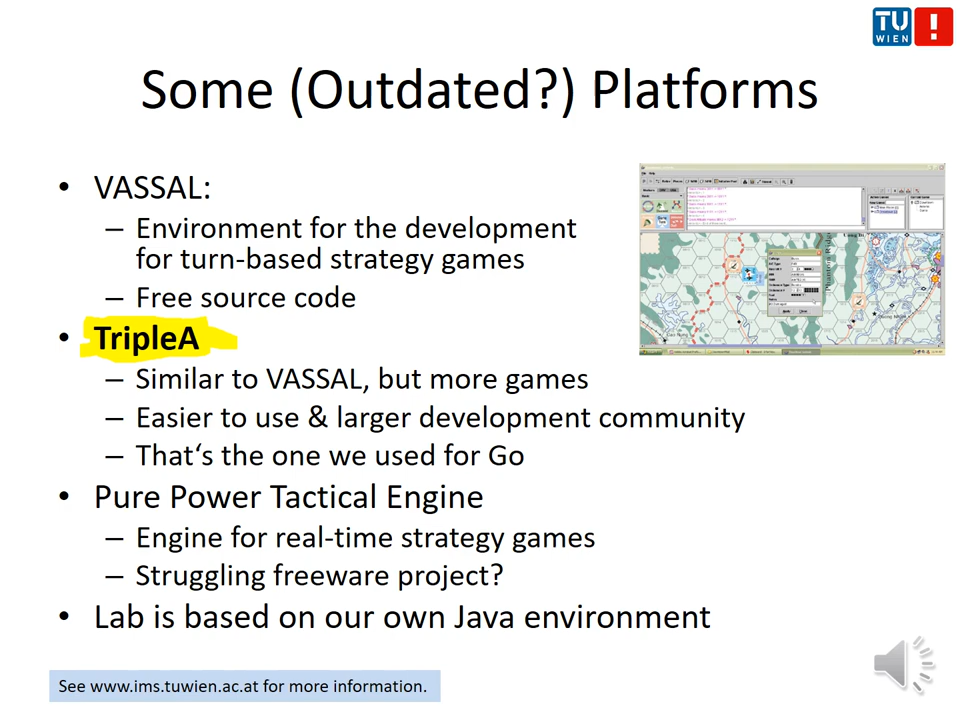 TU
WIEN
!
Some (Outdated?) Platforms
• VASSAL:
– Environment for the development
for turn-based strategy games
– Free source code
• TripleA
– Similar to VASSAL, but more games
– Easier to use & larger development community
– That‘s the one we used for Go
• Pure Power Tactical Engine
– Engine for real-time strategy games
– Struggling freeware project?
• Lab is based on our own Java environment
See www.ims.tuwien.ac.at for more information.